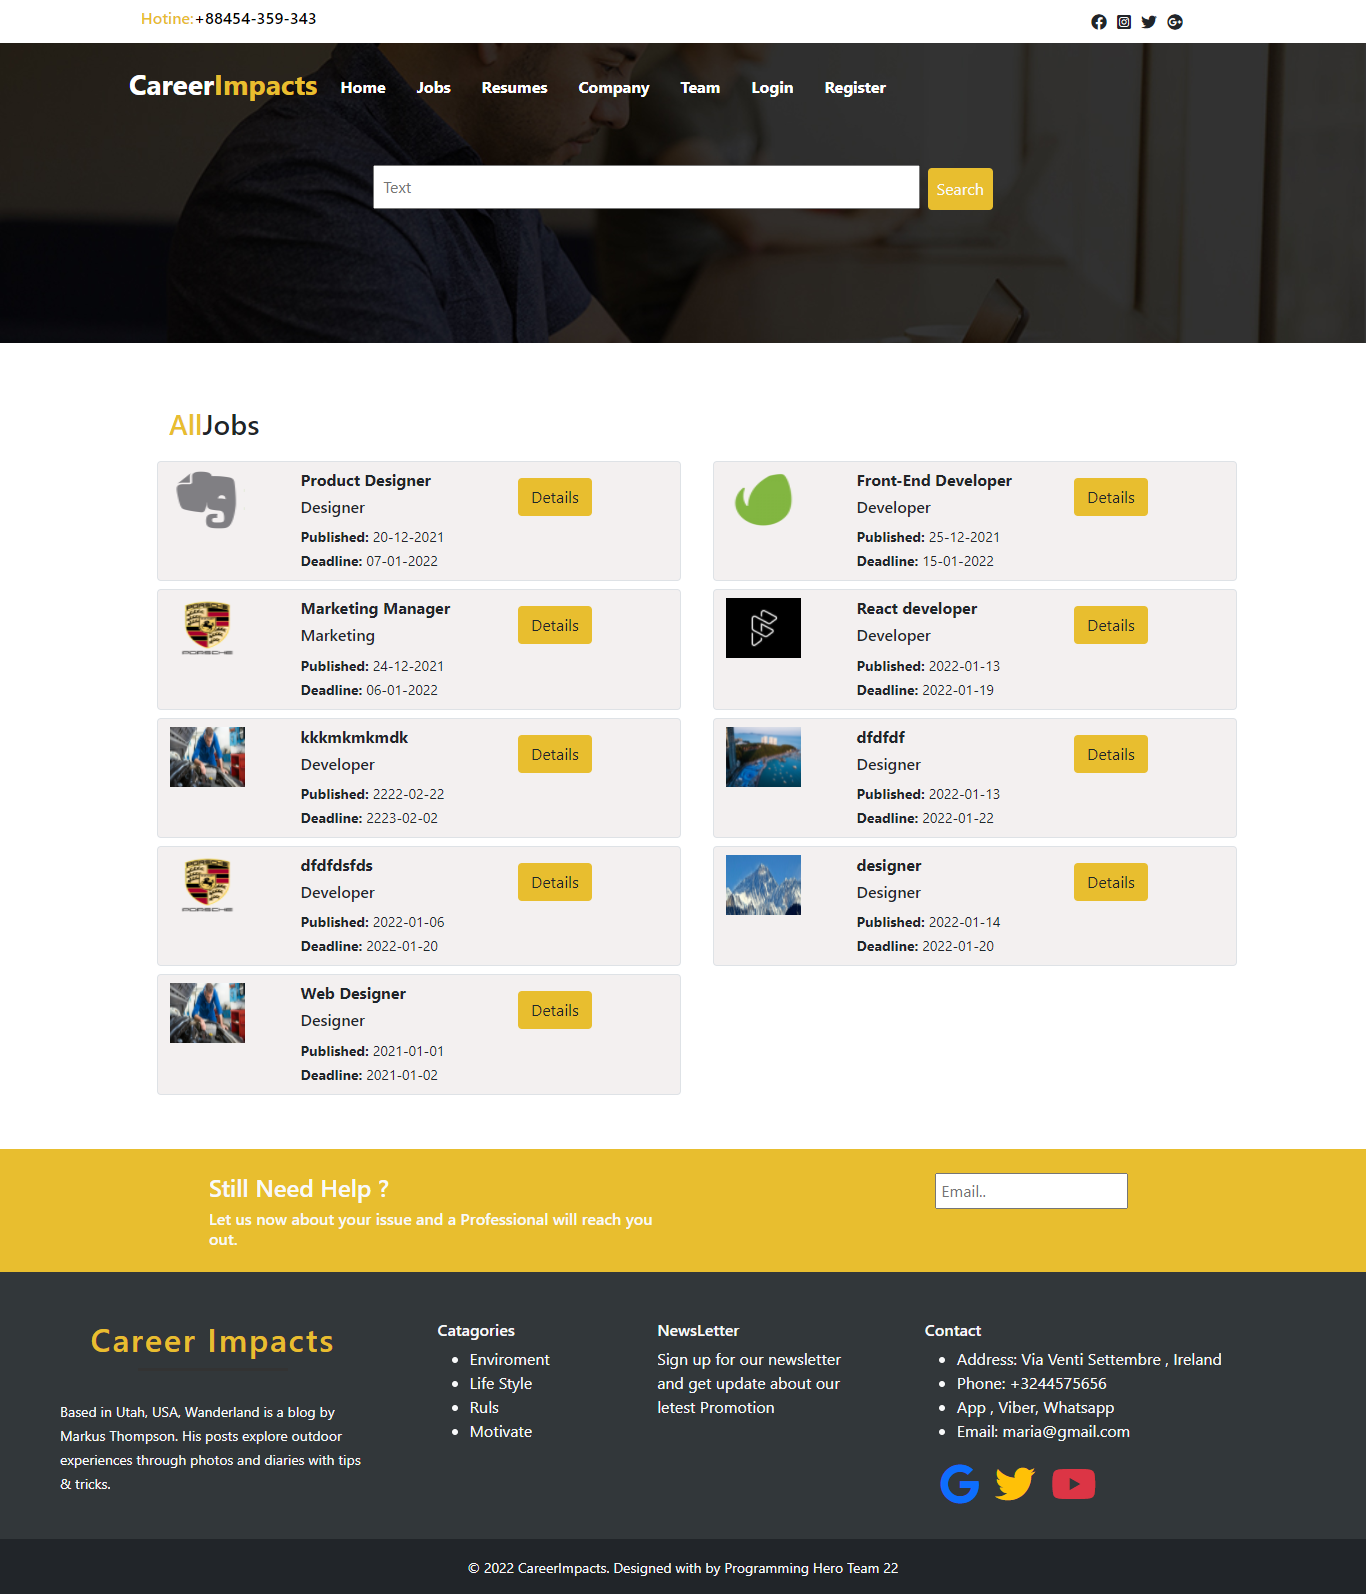 Hotine:+88454-359-343
CareerImpacts Home Jobs Resumes Company Team Login Register
Text Search
AllJobs
Product Designer
Designer
Published: 20-12-2021
Deadline: 07-01-2022
Details
Front-End Developer
Developer
Published: 25-12-2021
Deadline: 15-01-2022
Details
PORSCHE
Marketing Manager
Marketing
Published: 24-12-2021
Deadline: 06-01-2022
Details
React developer
Developer
Published: 2022-01-13
Deadline: 2022-01-19
Details
kkkmkmkmdk
Developer
Published: 2222-02-22
Deadline: 2223-02-02
Details
dfdfdf
Designer
Published: 2022-01-13
Deadline: 2022-01-22
Details
PORSCHE
dfdfdsfds
Developer
Published: 2022-01-06
Deadline: 2022-01-20
Details
designer
Designer
Published: 2022-01-14
Deadline: 2022-01-20
Details
Web Designer
Designer
Published: 2021-01-01
Deadline: 2021-01-02
Details
Still Need Help ?
Let us now about your issue and a Professional will reach you
out.
Email..
Career Impacts
Based in Utah, USA, Wanderland is a blog by
Markus Thompson. His posts explore outdoor
experiences through photos and diaries with tips
& tricks.
Catagories
Enviroment
Life Style
Ruls
Motivate
NewsLetter
Sign up for our newsletter
and get update about our
letest Promotion
Contact
Address: Via Venti Settembre , Ireland
Phone: +3244575656
App , Viber, Whatsapp
Email: maria@gmail.com
© 2022 CareerImpacts. Designed with by Programming Hero Team 22